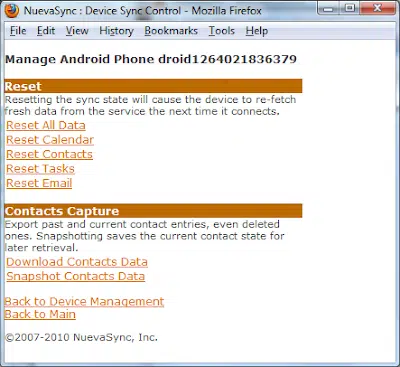 NuevaSync : Device Sync Control - Mozilla Firefox
File Edit View History Bookmarks Tools Help
Manage Android Phone droid1264021836379
Reset
Resetting the sync state will cause the device to re-fetch
fresh data from the service the next time it connects.
Reset All Data
Reset Calendar
Reset Contacts
Reset Tasks
Reset Email
Contacts Capture
Export past and current contact entries, even deleted
ones. Snapshotting saves the current contact state for
later retrieval.
Download Contacts Data
Snapshot Contacts Data
Back to Device Management
Back to Main
©2007-2010 NuevaSync, Inc.